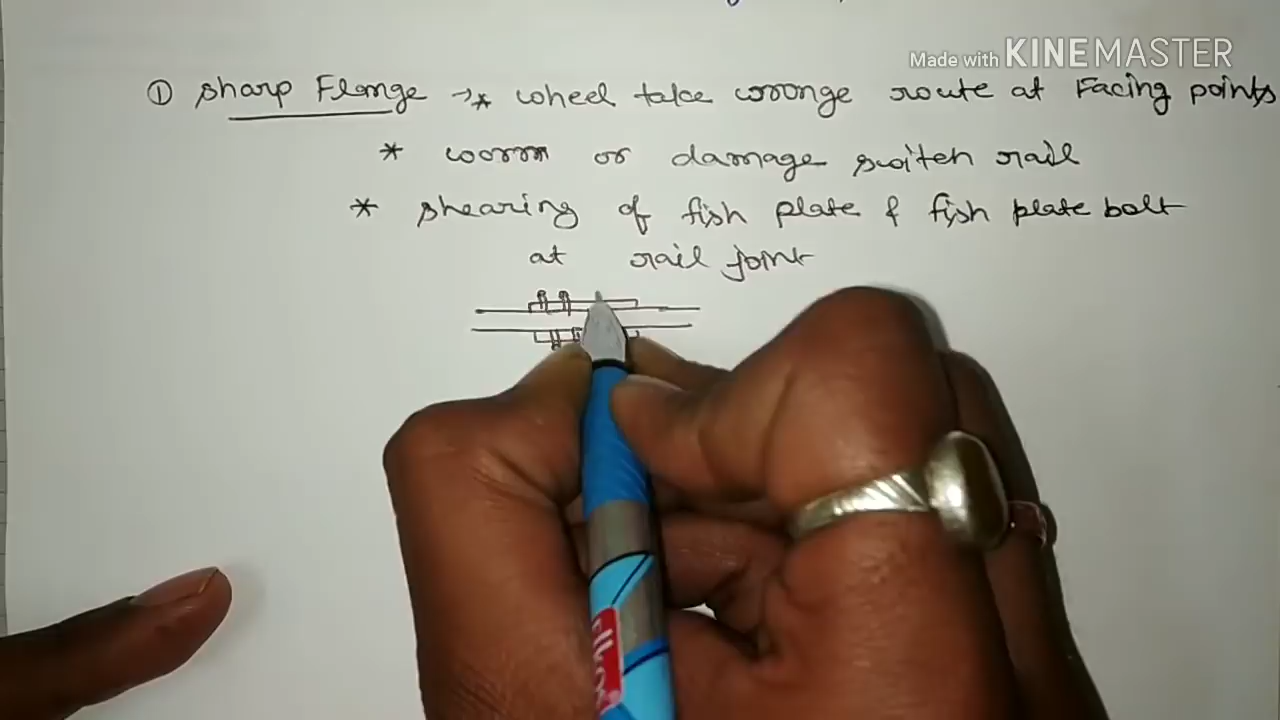 Made with KINEMASTER
① sharp Flange → * wheel take wronge route at Facing points
* worm or damage switch rail
* shearing of fish plate & fish plate bolt
at rail joint